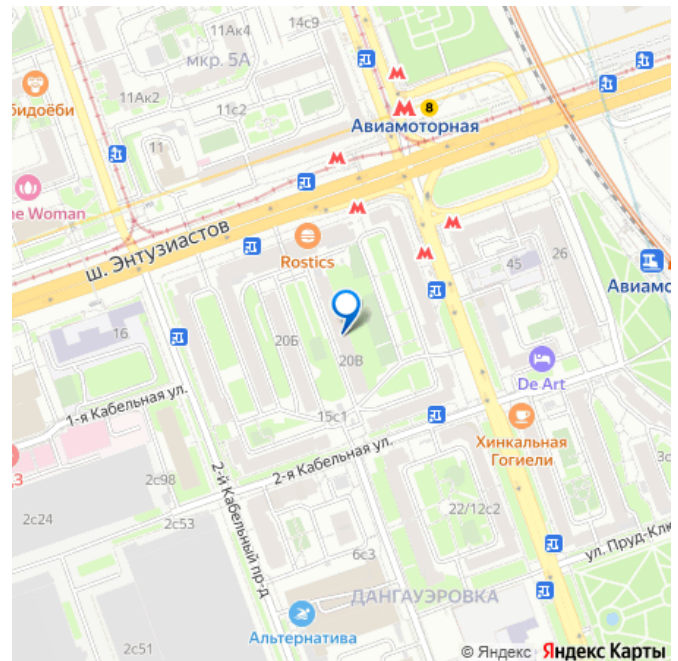 14с9
мкр. 5А
11Ак4
11Ак2
бидоёби
11с2
8
Авиамоторная
11
ne Woman
ш. Энтузиастов
Rostics
45
26
Авиамо
16
20Б
20В
De Art
1-я Кабельная ул.
15с1
Хинкальная
Гогиели
2-я Кабельная ул.
2-й Кабельный пр-д
3с
2с98
2с24
2с53
22/12с2
6с3
ул. Пруд-Клю
ДАНГАУЭРОВКА
Альтернатива
2с51
© Яндекс Яндекс Карты